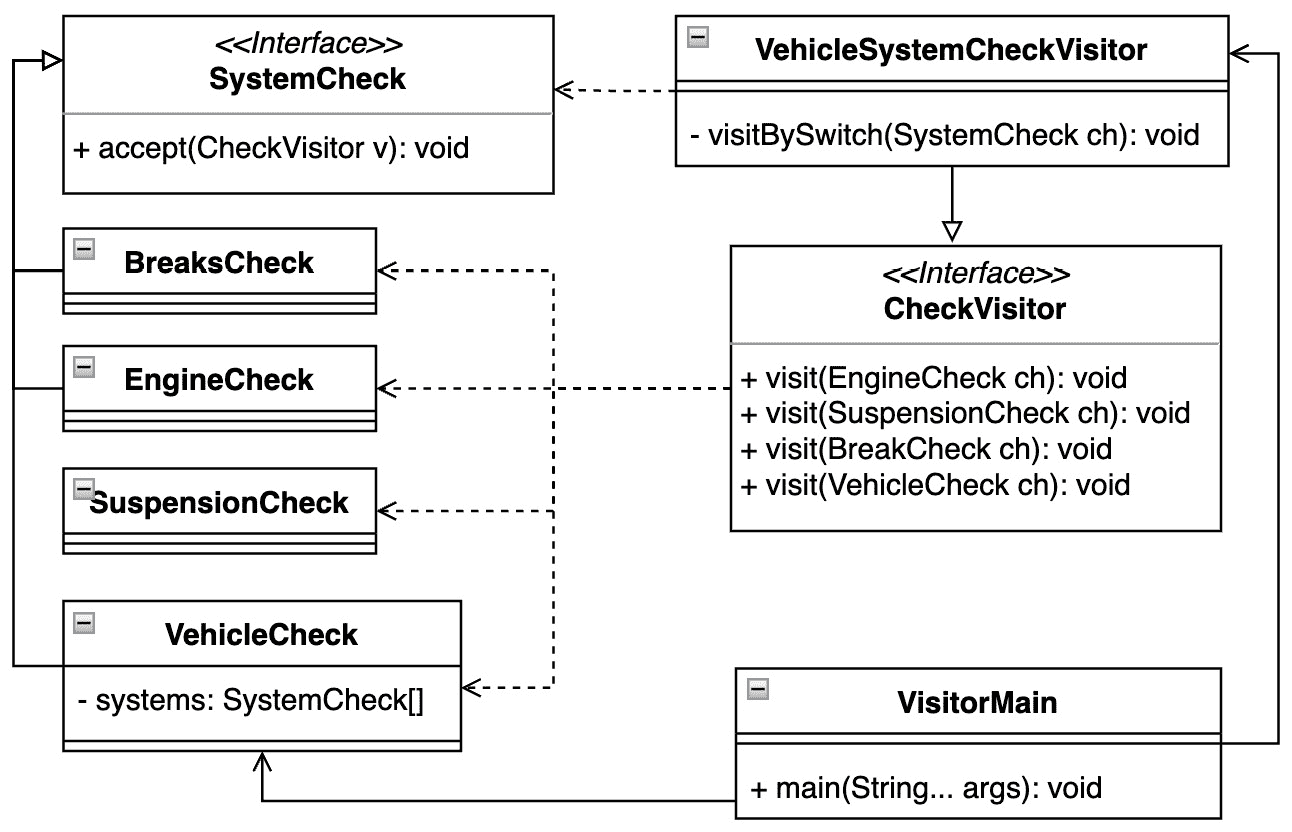 <<Interface>>
SystemCheck
+ accept(CheckVisitor v): void
VehicleSystemCheckVisitor
- visitBySwitch(SystemCheck ch): void
BreaksCheck
EngineCheck
SuspensionCheck
VehicleCheck
- systems: SystemCheck[]
<<Interface>>
CheckVisitor
+ visit(EngineCheck ch): void
+ visit(SuspensionCheck ch): void
+ visit(BreakCheck ch): void
+ visit(VehicleCheck ch): void
VisitorMain
+ main(String... args): void